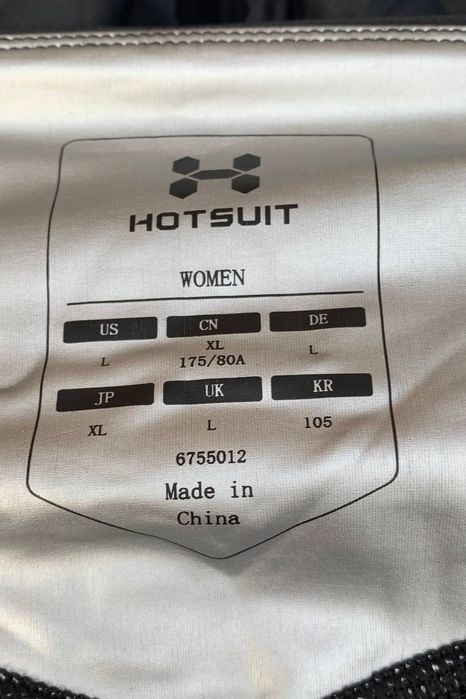 HOTSUIT
WOMEN
US CN DE
L XL 175/80A L
JP UK KR
XL L 105
6755012
Made in
China